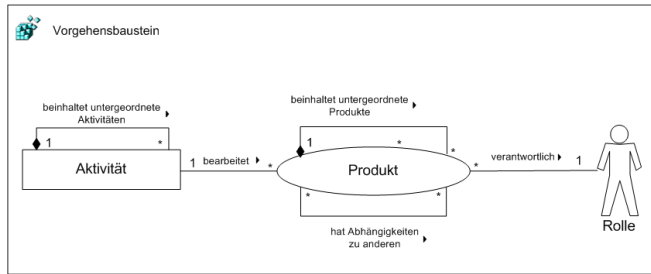 Vorgehensbaustein
beinhaltet untergeordnete
Aktivitäten
1 *
Aktivität
1 bearbeitet *
beinhaltet untergeordnete
Produkte
1 * *
Produkt
* *
hat Abhängigkeiten
zu anderen
* verantwortlich 1
Rolle